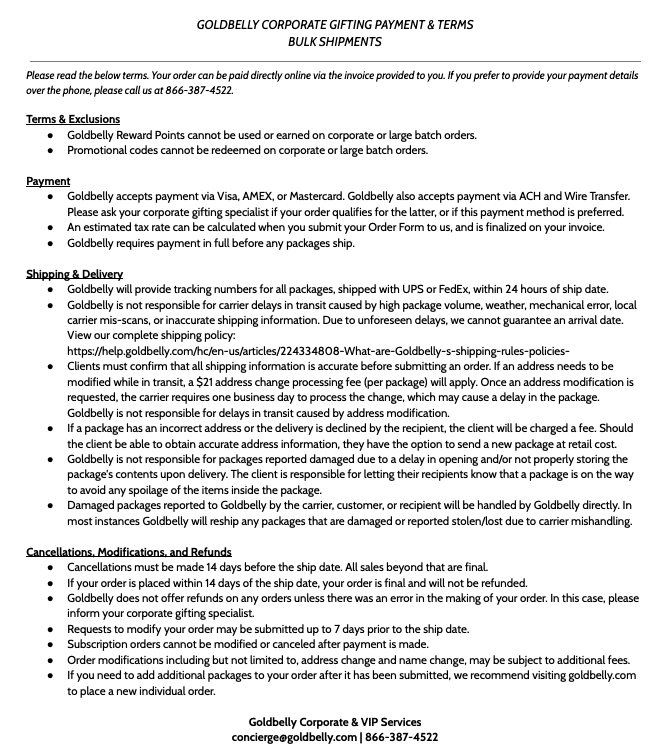 GOLDBELLY CORPORATE GIFTING PAYMENT & TERMS
BULK SHIPMENTS
Please read the below terms. Your order can be paid directly online via the invoice provided to you. If you prefer to provide your payment details
over the phone, please call us at 866-387-4522.
Terms & Exclusions
● Goldbelly Reward Points cannot be used or earned on corporate or large batch orders.
● Promotional codes cannot be redeemed on corporate or large batch orders.
Payment
● Goldbelly accepts payment via Visa, AMEX, or Mastercard. Goldbelly also accepts payment via ACH and Wire Transfer.
Please ask your corporate gifting specialist if your order qualifies for the latter, or if this payment method is preferred.
● An estimated tax rate can be calculated when you submit your Order Form to us, and is finalized on your invoice.
● Goldbelly requires payment in full before any packages ship.
Shipping & Delivery
● Goldbelly will provide tracking numbers for all packages, shipped with UPS or FedEx, within 24 hours of ship date.
● Goldbelly is not responsible for carrier delays in transit caused by high package volume, weather, mechanical error, local
carrier mis-scans, or inaccurate shipping information. Due to unforeseen delays, we cannot guarantee an arrival date.
View our complete shipping policy:
https://help.goldbelly.com/hc/en-us/articles/224334808-What-are-Goldbelly-s-shipping-rules-policies-
● Clients must confirm that all shipping information is accurate before submitting an order. If an address needs to be
modified while in transit, a $21 address change processing fee (per package) will apply. Once an address modification is
requested, the carrier requires one business day to process the change, which may cause a delay in the package.
Goldbelly is not responsible for delays in transit caused by address modification.
● If a package has an incorrect address or the delivery is declined by the recipient, the client will be charged a fee. Should
the client be able to obtain accurate address information, they have the option to send a new package at retail cost.
● Goldbelly is not responsible for packages reported damaged due to a delay in opening and/or not properly storing the
package's contents upon delivery. The client is responsible for letting their recipients know that a package is on the way
to avoid any spoilage of the items inside the package.
● Damaged packages reported to Goldbelly by the carrier, customer, or recipient will be handled by Goldbelly directly. In
most instances Goldbelly will reship any packages that are damaged or reported stolen/lost due to carrier mishandling.
Cancellations, Modifications, and Refunds
● Cancellations must be made 14 days before the ship date. All sales beyond that are final.
● If your order is placed within 14 days of the ship date, your order is final and will not be refunded.
● Goldbelly does not offer refunds on any orders unless there was an error in the making of your order. In this case, please
inform your corporate gifting specialist.
● Requests to modify your order may be submitted up to 7 days prior to the ship date.
● Subscription orders cannot be modified or canceled after payment is made.
● Order modifications including but not limited to, address change and name change, may be subject to additional fees.
● If you need to add additional packages to your order after it has been submitted, we recommend visiting goldbelly.com
to place a new individual order.
Goldbelly Corporate & VIP Services
concierge@goldbelly.com | 866-387-4522